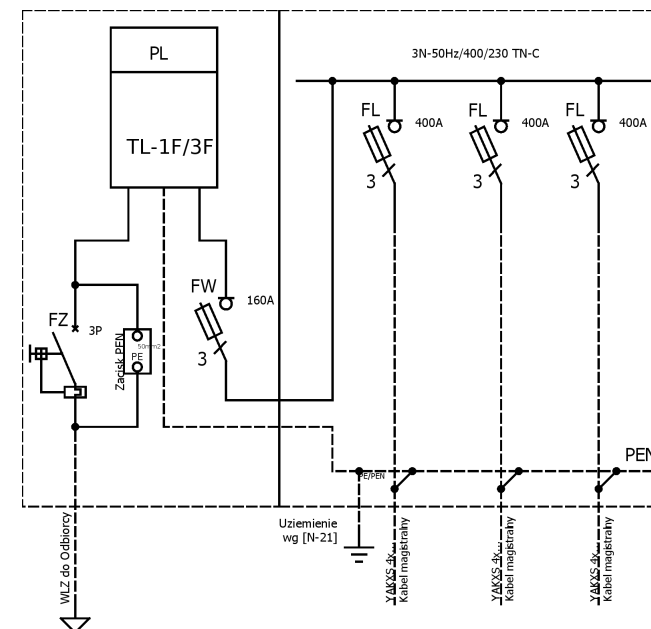 PL
TL-1F/3F
3N-50Hz/400/230 TN-C
FL
400A
3
FL
400A
3
FL
400A
3
FW
160A
3
FZ
3P
Zacisk PEN
50mm2
PE
PEN
PE/PEN
Uziemienie
wg [N-21]
WLZ do Odbiorcy
YAKXS 4x...
Kabel magistralny
YAKXS 4x...
Kabel magistralny
YAKXS 4x...
Kabel magistralny